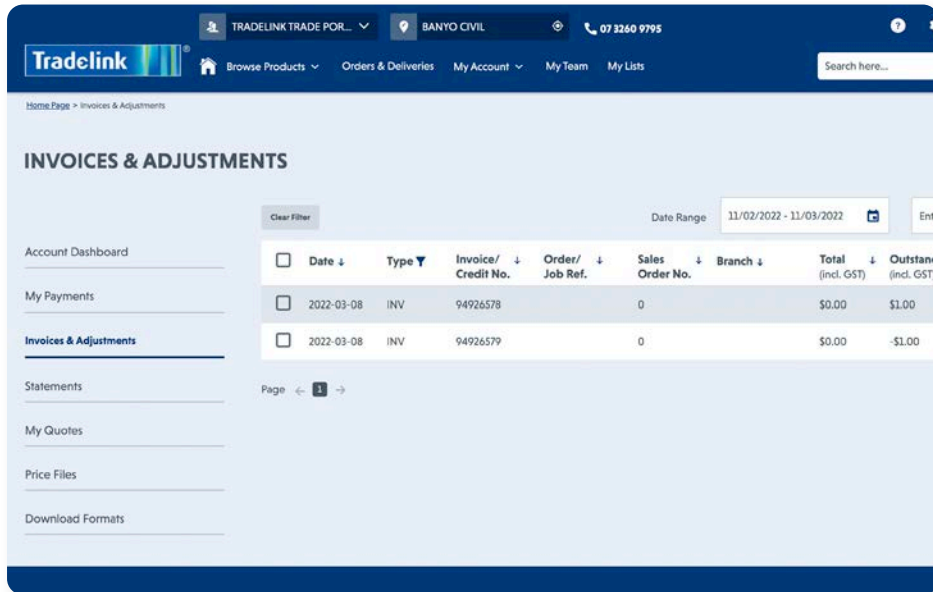 TRADELINK TRADE POR... BANYO CIVIL 07 3260 9795 ?
Tradelink ® Browse Products Orders & Deliveries My Account My Team My Lists Search here...
Home Page > Invoices & Adjustments
INVOICES & ADJUSTMENTS
Clear Filter Date Range 11/02/2022 - 11/03/2022 Ent
Account Dashboard
My Payments
Invoices & Adjustments
Statements
My Quotes
Price Files
Download Formats
Date ↓ Type Invoice/ Credit No. ↓ Order/ Job Ref. ↓ Sales Order No. ↓ Branch ↓ Total (incl. GST) ↓ Outstand (incl. GST
2022-03-08 INV 94926578 0 $0.00 $1.00
2022-03-08 INV 94926579 0 $0.00 -$1.00
Page ← 1 →